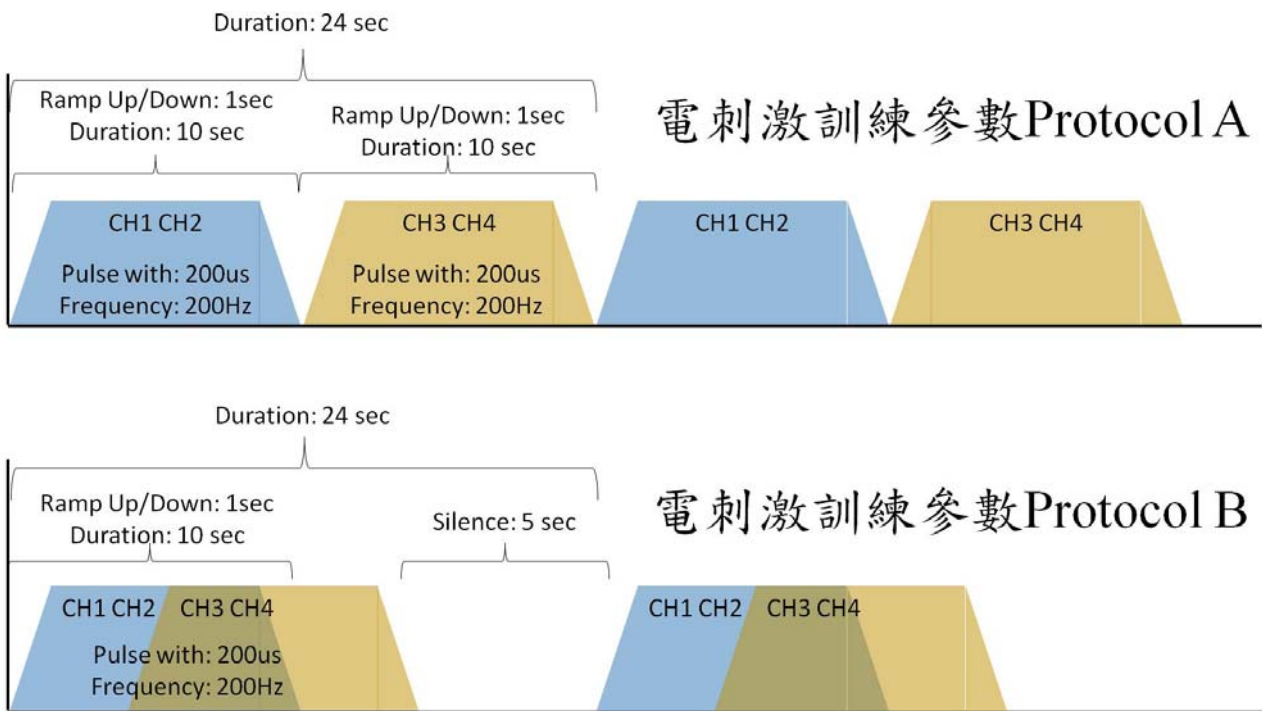 Duration: 24 sec
Ramp Up/Down: 1sec
Duration: 10 sec
Ramp Up/Down: 1sec
Duration: 10 sec
電刺激訓練參數Protocol A
CH1 CH2
Pulse with: 200us
Frequency: 200Hz
CH3 CH4
Pulse with: 200us
Frequency: 200Hz
CH1 CH2
CH3 CH4
Duration: 24 sec
Ramp Up/Down: 1sec
Duration: 10 sec
Silence: 5 sec
電刺激訓練參數Protocol B
CH1 CH2
CH3 CH4
Pulse with: 200us
Frequency: 200Hz
CH1 CH2
CH3 CH4